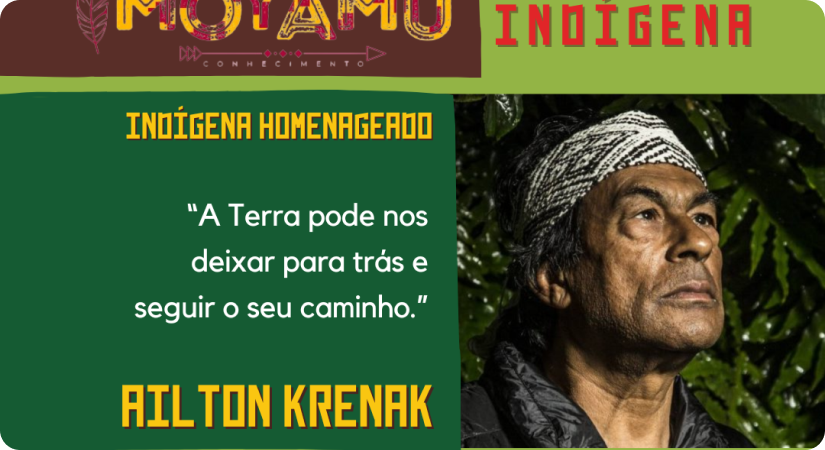 MOYAMU
CONHECIMENTO
INDÍGENA
INDÍGENA HOMENAGEADO
“A Terra pode nos
deixar para trás e
seguir o seu caminho.”
AILTON KRENAK